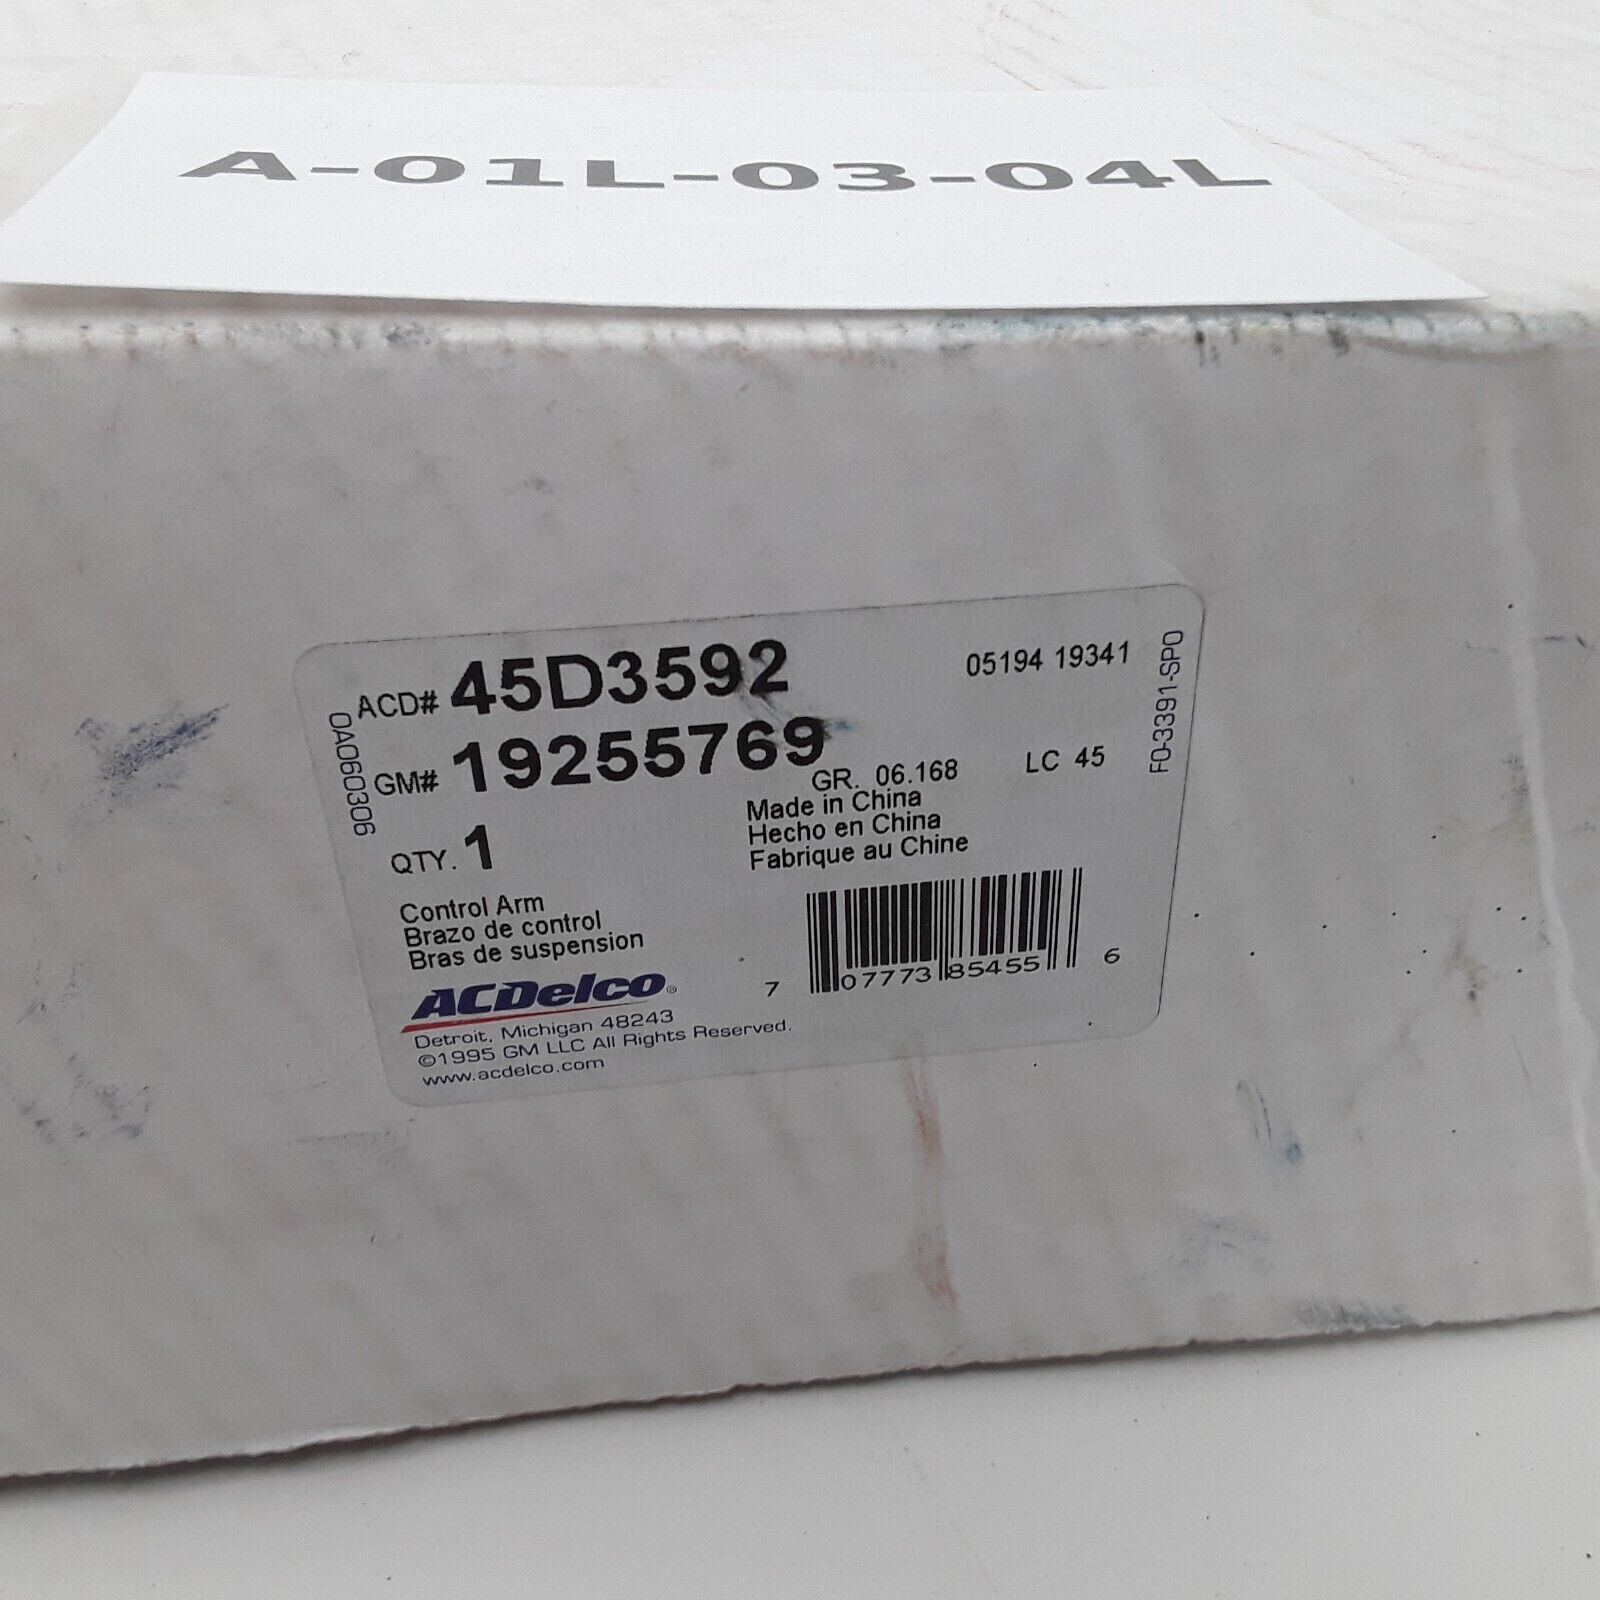 A-01L-03-04L
ACD# 45D3592
05194 19341
GM# 19255769
GR. 06.168
LC 45
0A060306
F0-3391-SPO
QTY. 1
Made in China
Hecho en China
Fabrique au Chine
Control Arm
Brazo de control
Bras de suspension
7 07773 85455 6
ACDelco®
Detroit, Michigan 48243
©1995 GM LLC All Rights Reserved.
www.acdelco.com